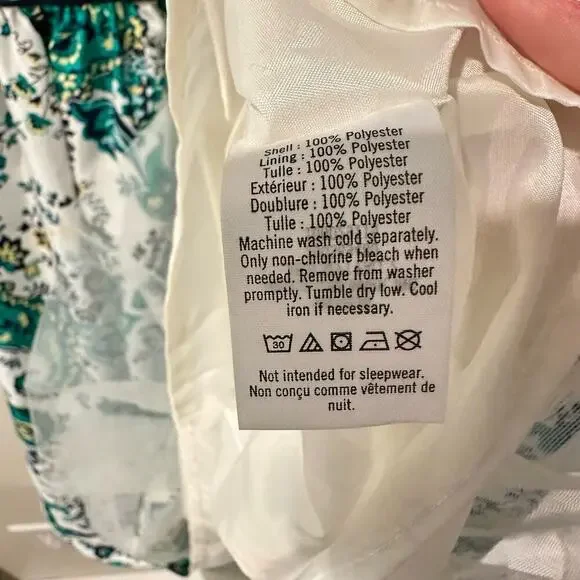 Shell : 100% Polyester
Lining : 100% Polyester
Tulle : 100% Polyester
Extérieur : 100% Polyester
Doublure : 100% Polyester
Tulle : 100% Polyester
Machine wash cold separately.
Only non-chlorine bleach when
needed. Remove from washer
promptly. Tumble dry low. Cool
iron if necessary.
30
Not intended for sleepwear.
Non conçu comme vêtement de
nuit.